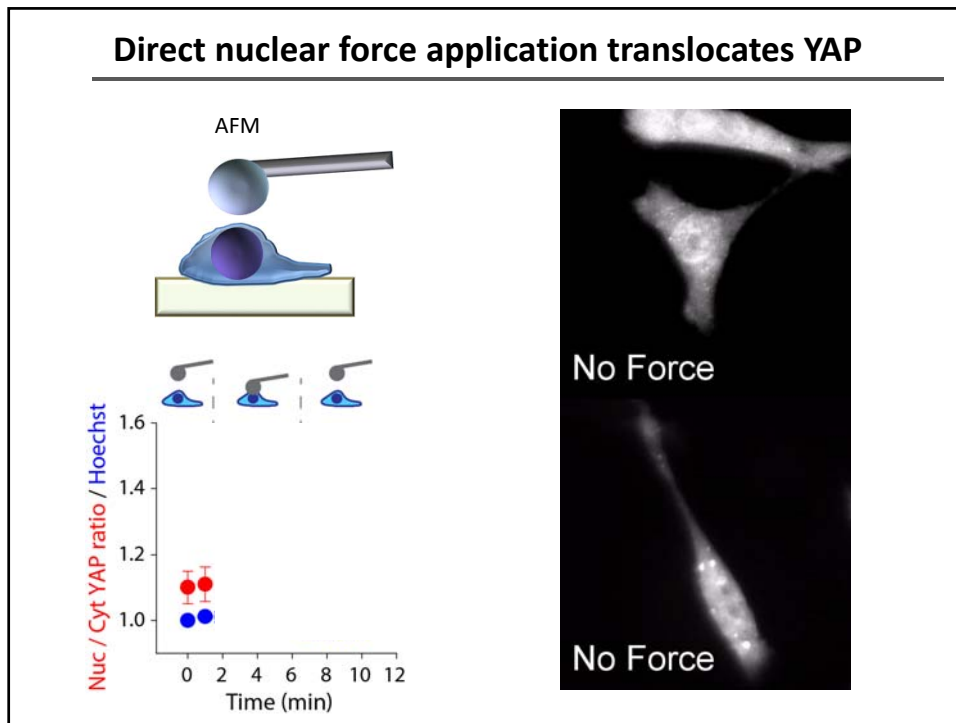 Direct nuclear force application translocates YAP
AFM
No Force
No Force
Nuc / Cyt YAP ratio / Hoechst
1.6
1.4
1.2
1.0
0 2 4 6 8 10 12
Time (min)